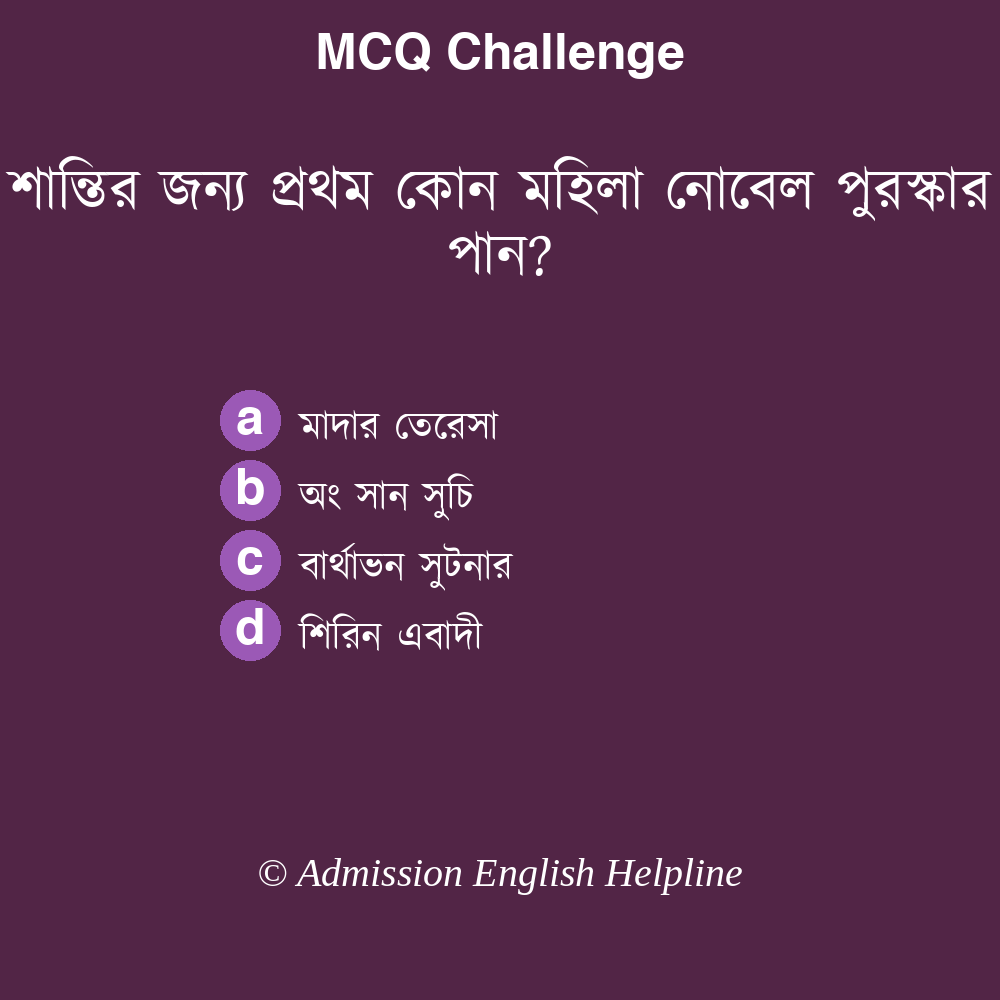 MCQ Challenge
শান্তির জন্য প্রথম কোন মহিলা নোবেল পুরস্কার
পান?
a মাদার তেরেসা
b অং সান সুচি
c বার্থাভন সুটনার
d শিরিন এবাদী
© Admission English Helpline